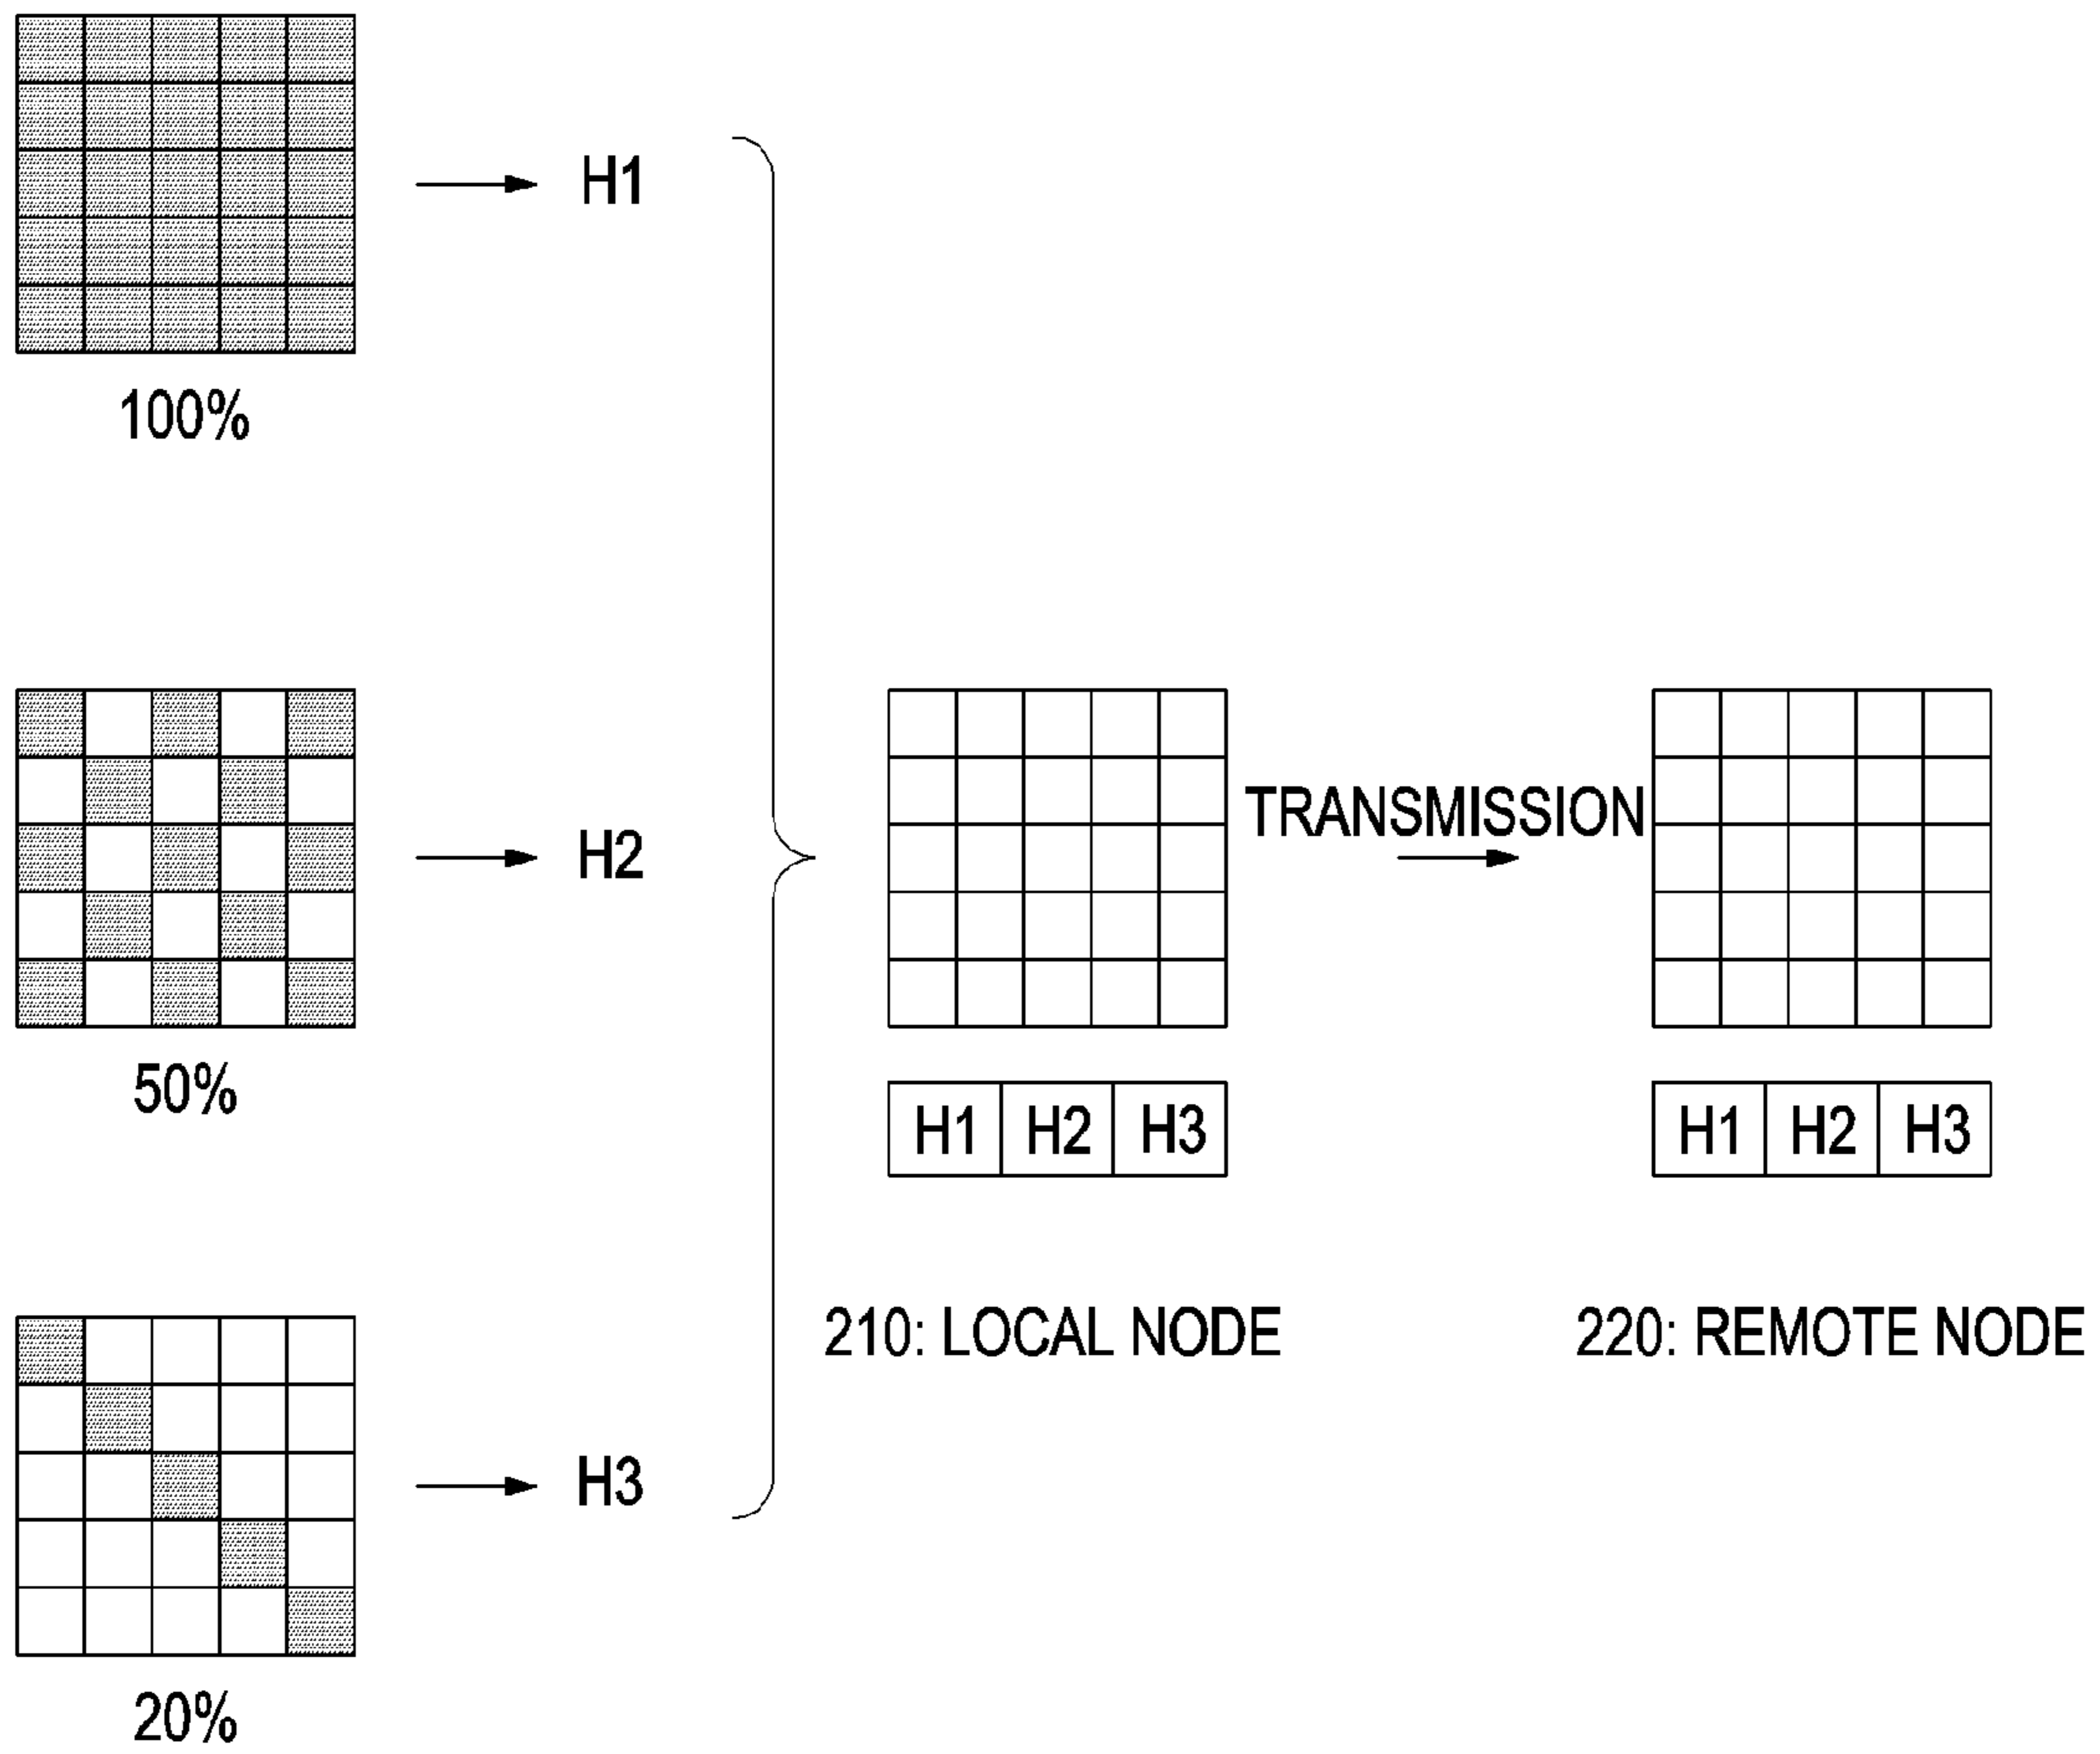 H1
100%
H2
50%
H3
20%
TRANSMISSION
H1 H2 H3
H1 H2 H3
210: LOCAL NODE
220: REMOTE NODE